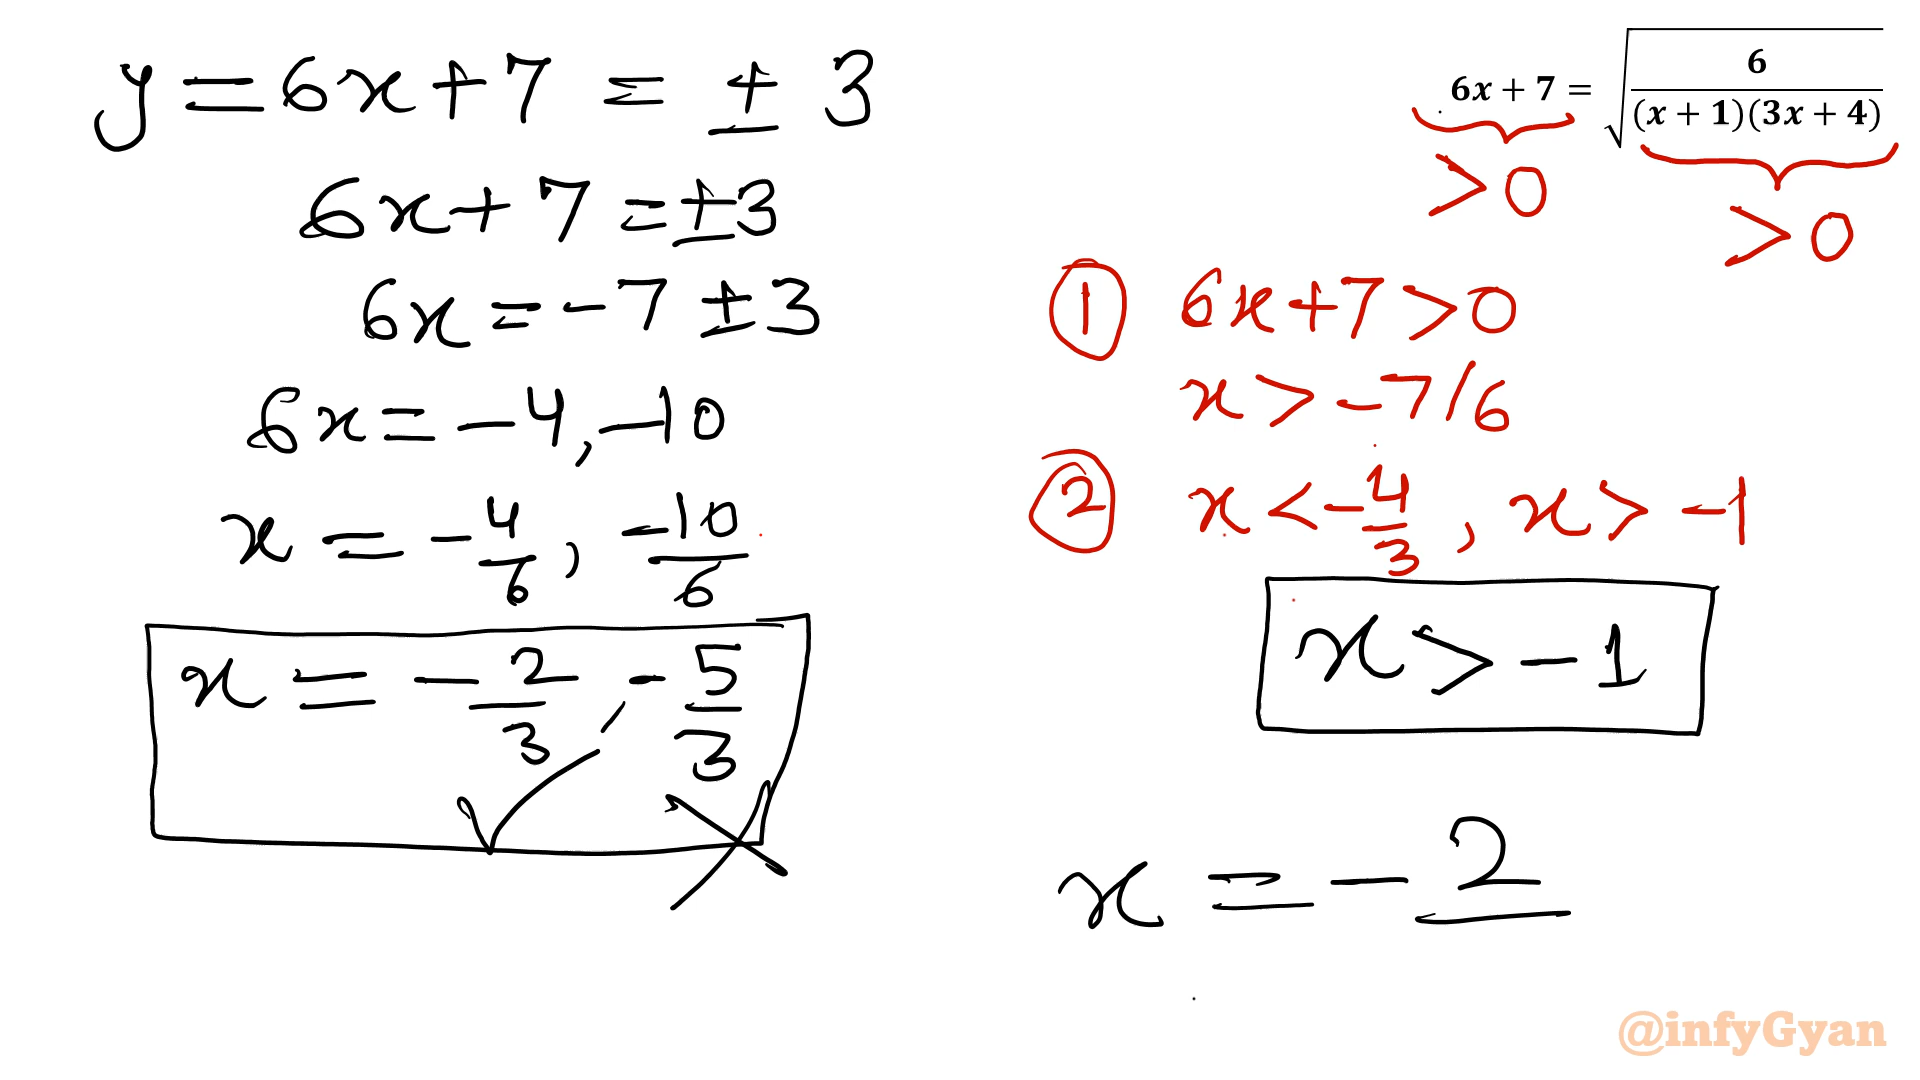 y = 6x + 7 = ± 3
6x + 7 = ± 3
6x = - 7 ± 3
6x = - 4, - 10
x = - 4/6, - 10/6
x = - 2/3, - 5/3
6x + 7 = √(6/((x + 1)(3x + 4)))
> 0
> 0
① 6x + 7 > 0
x > - 7/6
② x < - 4/3, x > - 1
x > - 1
x = - 2
@infyGyan